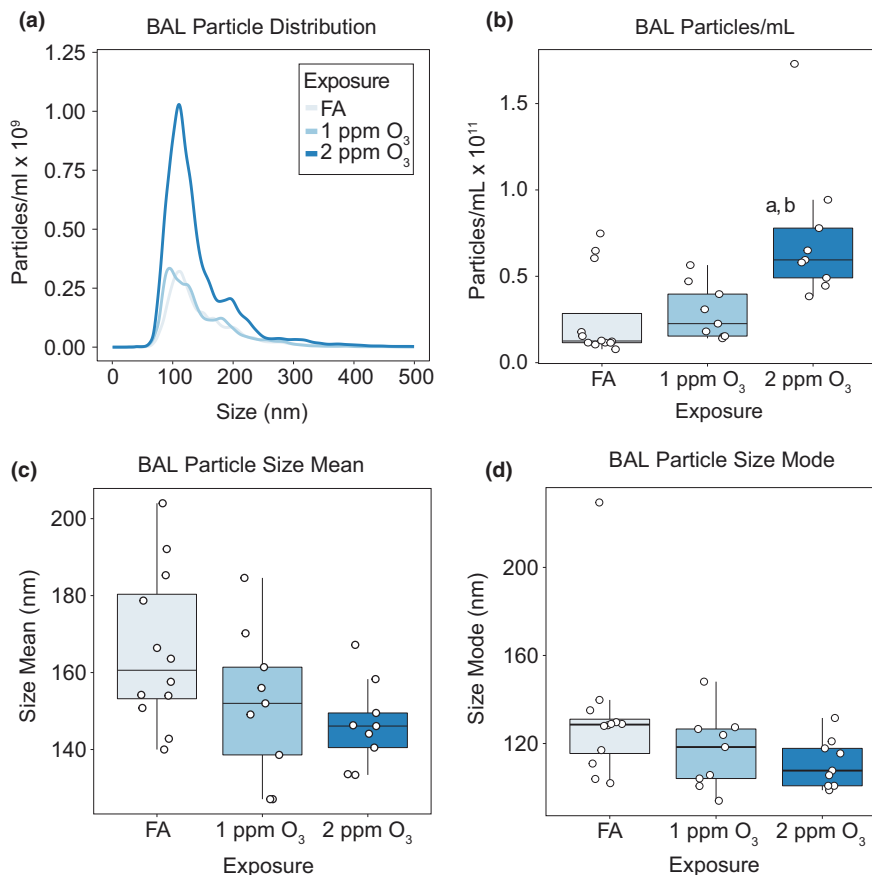 (a)
BAL Particle Distribution
Particles/ml x 10⁹
1.25
1.00
0.75
0.50
0.25
0.00
Exposure
FA
1 ppm O₃
2 ppm O₃
0 100 200 300 400 500
Size (nm)
(b)
BAL Particles/mL
Particles/mL x 10¹¹
1.5
1.0
0.5
0.0
a, b
FA 1 ppm O₃ 2 ppm O₃
Exposure
(c)
BAL Particle Size Mean
Size Mean (nm)
200
180
160
140
FA 1 ppm O₃ 2 ppm O₃
Exposure
(d)
BAL Particle Size Mode
Size Mode (nm)
200
160
120
FA 1 ppm O₃ 2 ppm O₃
Exposure